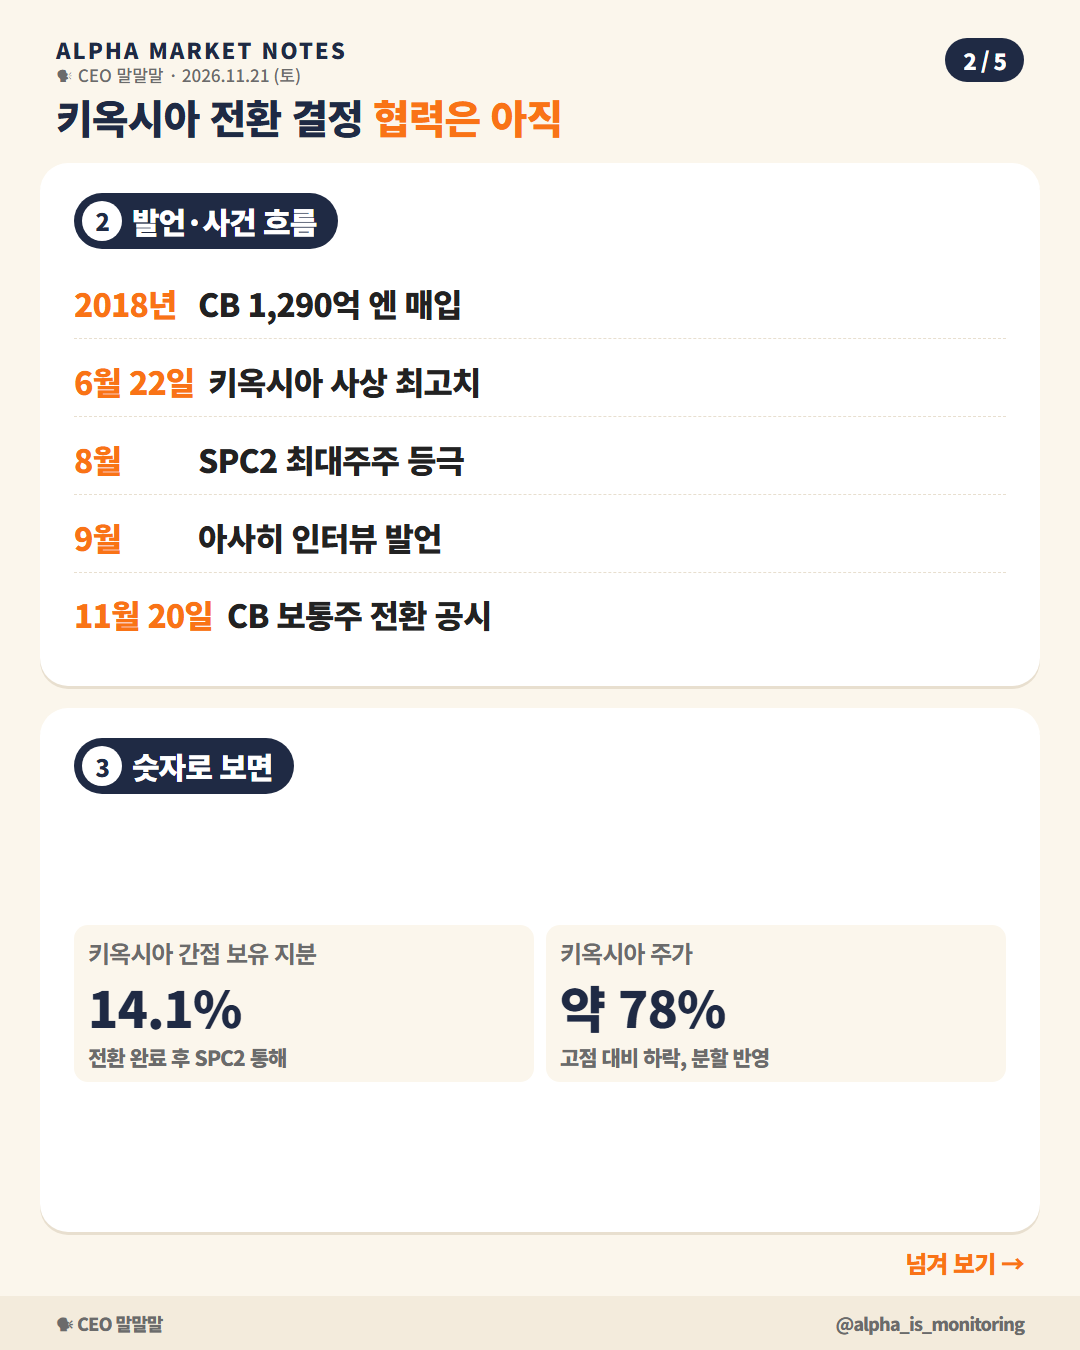 ALPHA MARKET NOTES
🗣 CEO 말말말 · 2026.11.21 (토)
2 / 5
키옥시아 전환 결정 협력은 아직
2 발언·사건 흐름
2018년 CB 1,290억 엔 매입
6월 22일 키옥시아 사상 최고치
8월 SPC2 최대주주 등극
9월 아사히 인터뷰 발언
11월 20일 CB 보통주 전환 공시
3 숫자로 보면
키옥시아 간접 보유 지분
14.1%
전환 완료 후 SPC2 통해
키옥시아 주가
약 78%
고점 대비 하락, 분할 반영
넘겨 보기 →
🗣 CEO 말말말
@alpha_is_monitoring